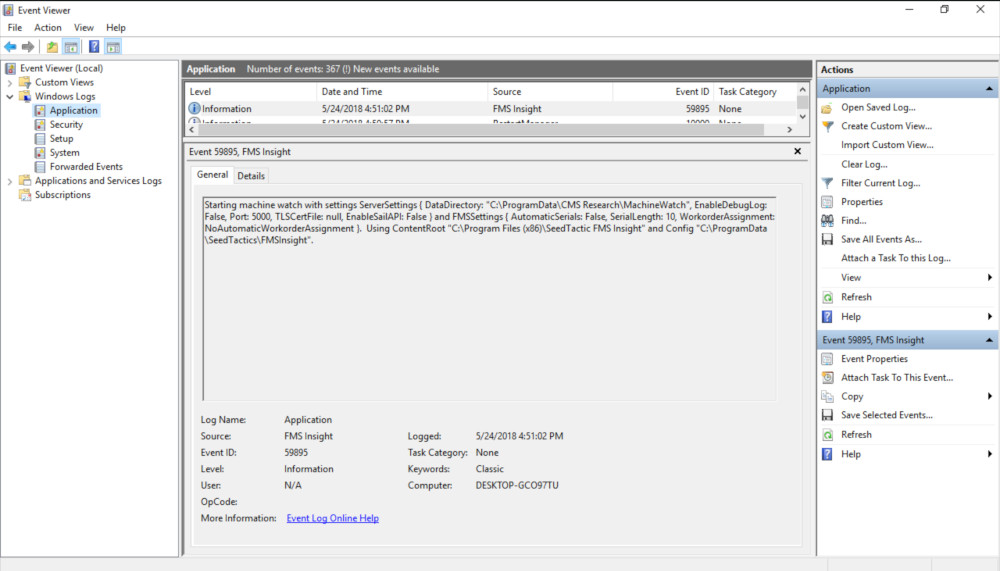 Event Viewer
File Action View Help
Event Viewer (Local)
Custom Views
Windows Logs
Application
Security
Setup
System
Forwarded Events
Applications and Services Logs
Subscriptions
Application Number of events: 367 (!) New events available
Level Date and Time Source Event ID Task Category
Information 5/24/2018 4:51:02 PM FMS Insight 59895 None
Information 5/24/2018 4:50:57 PM RestartManager 10000 None
Event 59895, FMS Insight
General Details
Starting machine watch with settings ServerSettings { DataDirectory: "C:\ProgramData\CMS Research\MachineWatch", EnableDebugLog:
False, Port: 5000, TLSCertFile: null, EnableSailAPI: False } and FMSSettings { AutomaticSerials: False, SerialLength: 10, WorkorderAssignment:
NoAutomaticWorkorderAssignment }. Using ContentRoot "C:\Program Files (x86)\SeedTactic FMS Insight" and Config "C:\ProgramData
\SeedTactics\FMSInsight".
Log Name: Application
Source: FMS Insight Logged: 5/24/2018 4:51:02 PM
Event ID: 59895 Task Category: None
Level: Information Keywords: Classic
User: N/A Computer: DESKTOP-GCO97TU
OpCode:
More Information: Event Log Online Help
Actions
Application
Open Saved Log...
Create Custom View...
Import Custom View...
Clear Log...
Filter Current Log...
Properties
Find...
Save All Events As...
Attach a Task To this Log...
View
Refresh
Help
Event 59895, FMS Insight
Event Properties
Attach Task To This Event...
Copy
Save Selected Events...
Refresh
Help